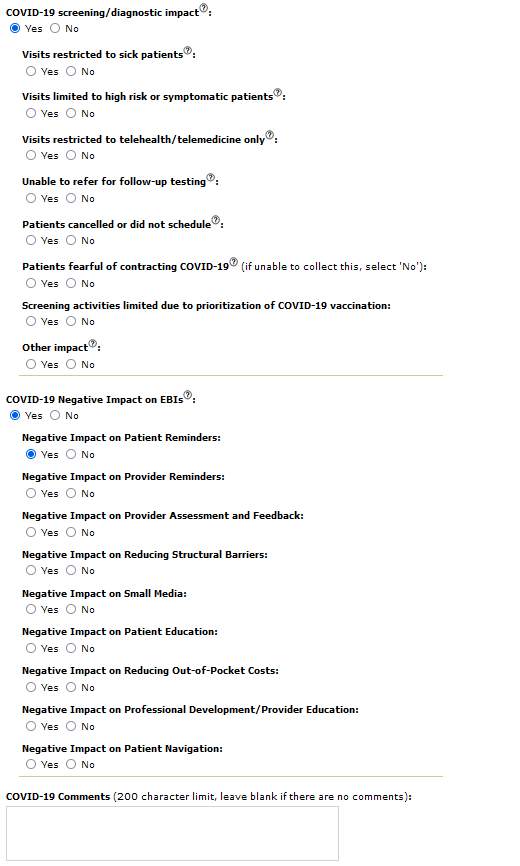 COVID-19 screening/diagnostic impact?:
Yes No
Visits restricted to sick patients?:
Yes No
Visits limited to high risk or symptomatic patients?:
Yes No
Visits restricted to telehealth/telemedicine only?:
Yes No
Unable to refer for follow-up testing?:
Yes No
Patients cancelled or did not schedule?:
Yes No
Patients fearful of contracting COVID-19? (if unable to collect this, select 'No'):
Yes No
Screening activities limited due to prioritization of COVID-19 vaccination:
Yes No
Other impact?:
Yes No
COVID-19 Negative Impact on EBIs?:
Yes No
Negative Impact on Patient Reminders:
Yes No
Negative Impact on Provider Reminders:
Yes No
Negative Impact on Provider Assessment and Feedback:
Yes No
Negative Impact on Reducing Structural Barriers:
Yes No
Negative Impact on Small Media:
Yes No
Negative Impact on Patient Education:
Yes No
Negative Impact on Reducing Out-of-Pocket Costs:
Yes No
Negative Impact on Professional Development/Provider Education:
Yes No
Negative Impact on Patient Navigation:
Yes No
COVID-19 Comments (200 character limit, leave blank if there are no comments):